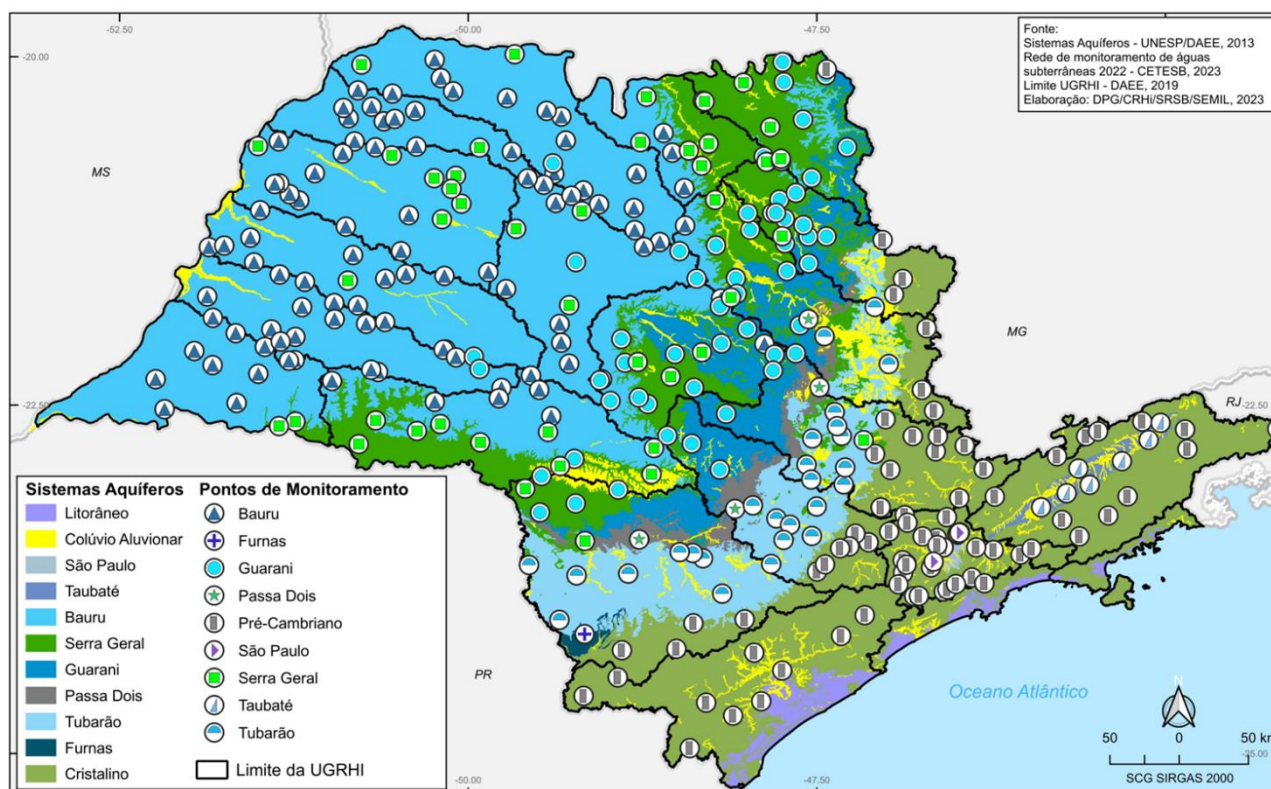 -52.50
-50.00
-47.50
-20.00
Fonte:
Sistemas Aquíferos - UNESP/DAEE, 2013
Rede de monitoramento de águas
subterrâneas 2022 - CETESB, 2023
Limite UGRHI - DAEE, 2019
Elaboração: DPG/CRHi/SRSB/SEMIL, 2023
MS
MG
RJ
-22.50
-22.50
PR
Oceano Atlântico
Sistemas Aquíferos
Litorâneo
Colúvio Aluvionar
São Paulo
Taubaté
Bauru
Serra Geral
Guarani
Passa Dois
Tubarão
Furnas
Cristalino
Pontos de Monitoramento
Bauru
Furnas
Guarani
Passa Dois
Pré-Cambriano
São Paulo
Serra Geral
Taubaté
Tubarão
Limite da UGRHI
N
50 0 50 km
-25.00
SCG SIRGAS 2000
-50.00
-47.50